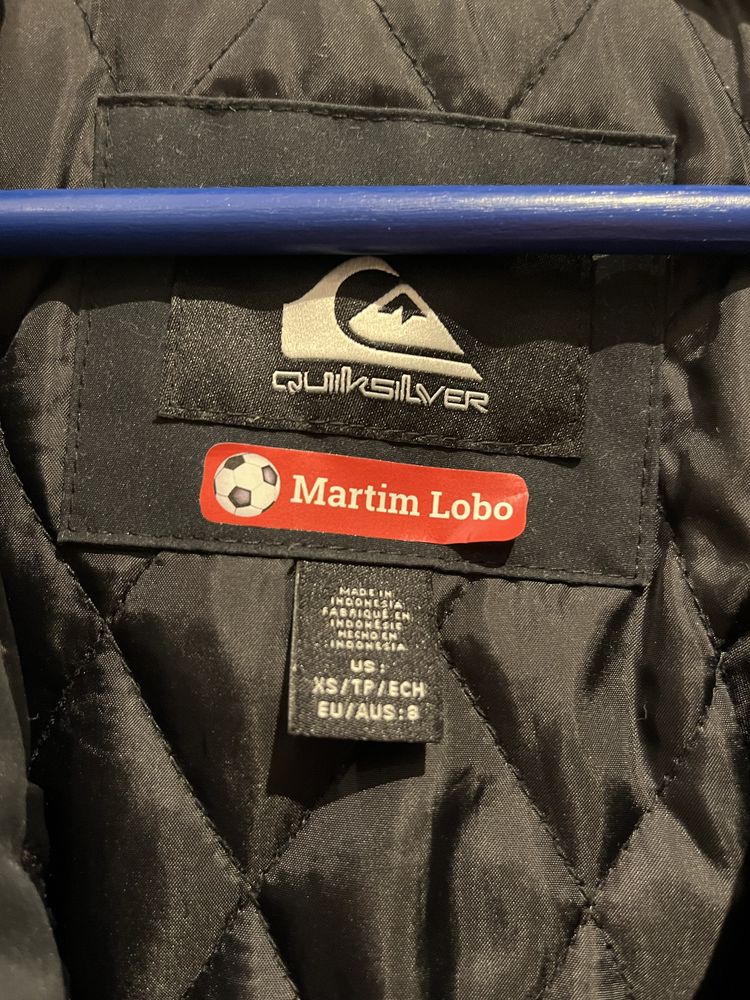 QUIKSILVER
Martim Lobo
MADE IN
INDONESIA
FABRIQUÉ EN
INDONÉSIE
HECHO EN
INDONESIA
US:
XS/TP/ECH
EU/AUS:8